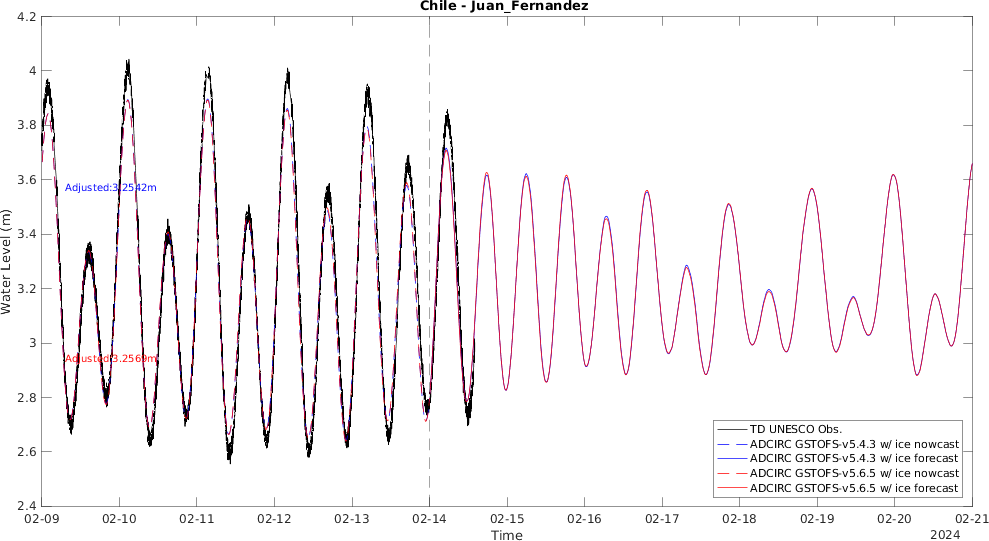 Chile - Juan_Fernandez
4.2
4
3.8
3.6
3.4
3.2
3
2.8
2.6
2.4
Water Level (m)
Adjusted:3.2542m
Adjusted:3.2569m
TD UNESCO Obs.
ADCIRC GSTOFS-v5.4.3 w/ ice nowcast
ADCIRC GSTOFS-v5.4.3 w/ ice forecast
ADCIRC GSTOFS-v5.6.5 w/ ice nowcast
ADCIRC GSTOFS-v5.6.5 w/ ice forecast
02-09 02-10 02-11 02-12 02-13 02-14 02-15 02-16 02-17 02-18 02-19 02-20 02-21
Time
2024